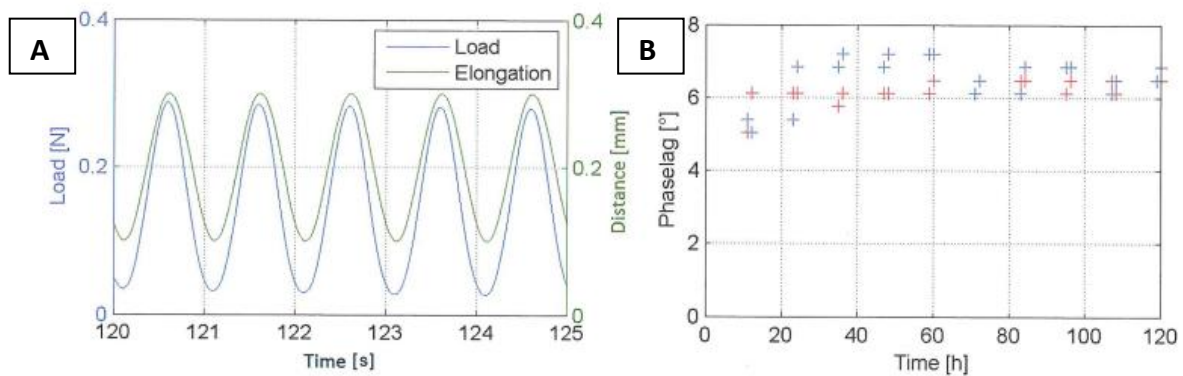 A
0.4
0.2
0
Load [N]
Load
Elongation
0.4
0.2
0
Distance [mm]
120
121
122
123
124
125
Time [s]
B
8
6
4
2
0
Phaselag [°]
0
20
40
60
80
100
120
Time [h]